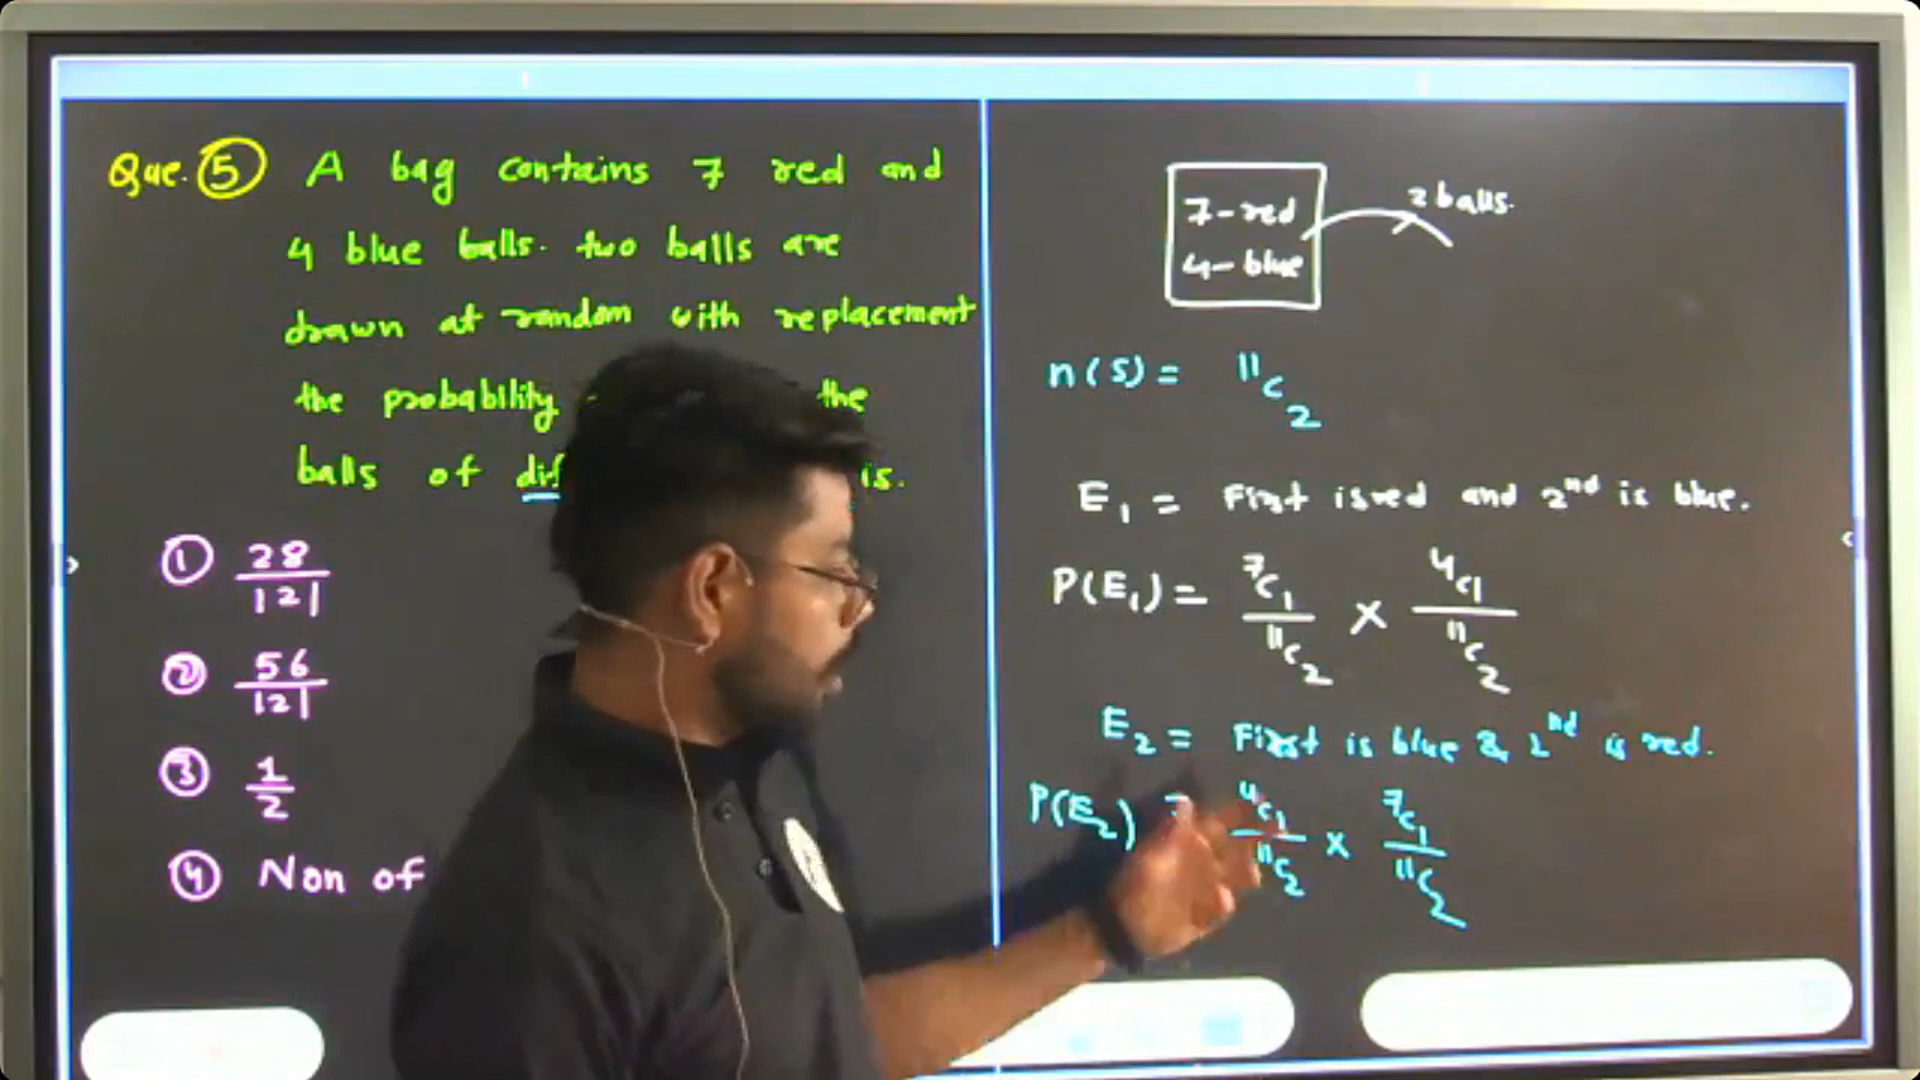 Que. 5 A bag contains 7 red and
4 blue balls. two balls are
drawn at random with replacement
the probability the
balls of dif is.
1 28/121
2 56/121
3 1/2
4 Non of
7-red
4-blue
2 balls.
n(S) = ¹¹C₂
E₁ = First is red and 2nd is blue.
P(E₁) = ⁷C₁/¹¹C₂ × ⁴C₁/¹¹C₂
E₂ = First is blue & 2nd is red.
P(E₂) = ⁴C₁/¹¹C₂ × ⁷C₁/¹¹C₂